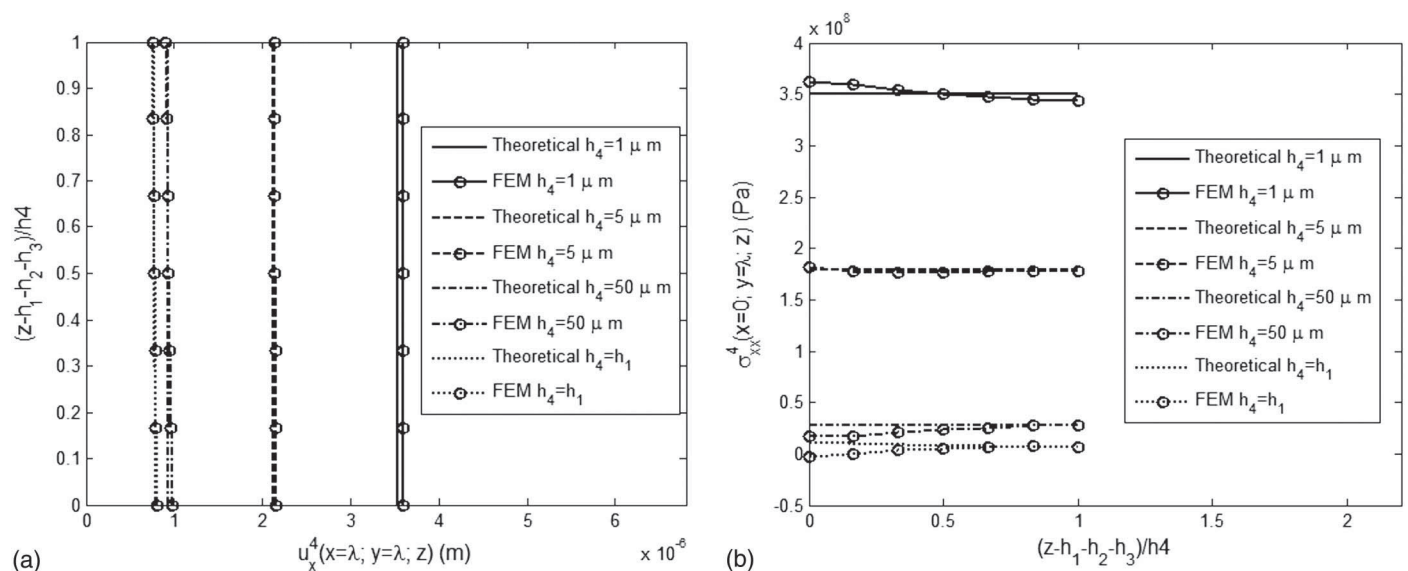 1
0.9
0.8
0.7
0.6
0.5
0.4
0.3
0.2
0.1
0
(z-h₁-h₂-h₃)/h4
Theoretical h₄=1 μ m
FEM h₄=1 μ m
Theoretical h₄=5 μ m
FEM h₄=5 μ m
Theoretical h₄=50 μ m
FEM h₄=50 μ m
Theoretical h₄=h₁
FEM h₄=h₁
0 1 2 3 4 5 6
x 10⁻⁶
u⁴ₓ(x=λ; y=λ; z) (m)
(a)
x 10⁸
4
3.5
3
2.5
2
1.5
1
0.5
0
-0.5
σ⁴ₓₓ(x=0; y=λ; z) (Pa)
Theoretical h₄=1 μ m
FEM h₄=1 μ m
Theoretical h₄=5 μ m
FEM h₄=5 μ m
Theoretical h₄=50 μ m
FEM h₄=50 μ m
Theoretical h₄=h₁
FEM h₄=h₁
0 0.5 1 1.5 2
(z-h₁-h₂-h₃)/h4
(b)